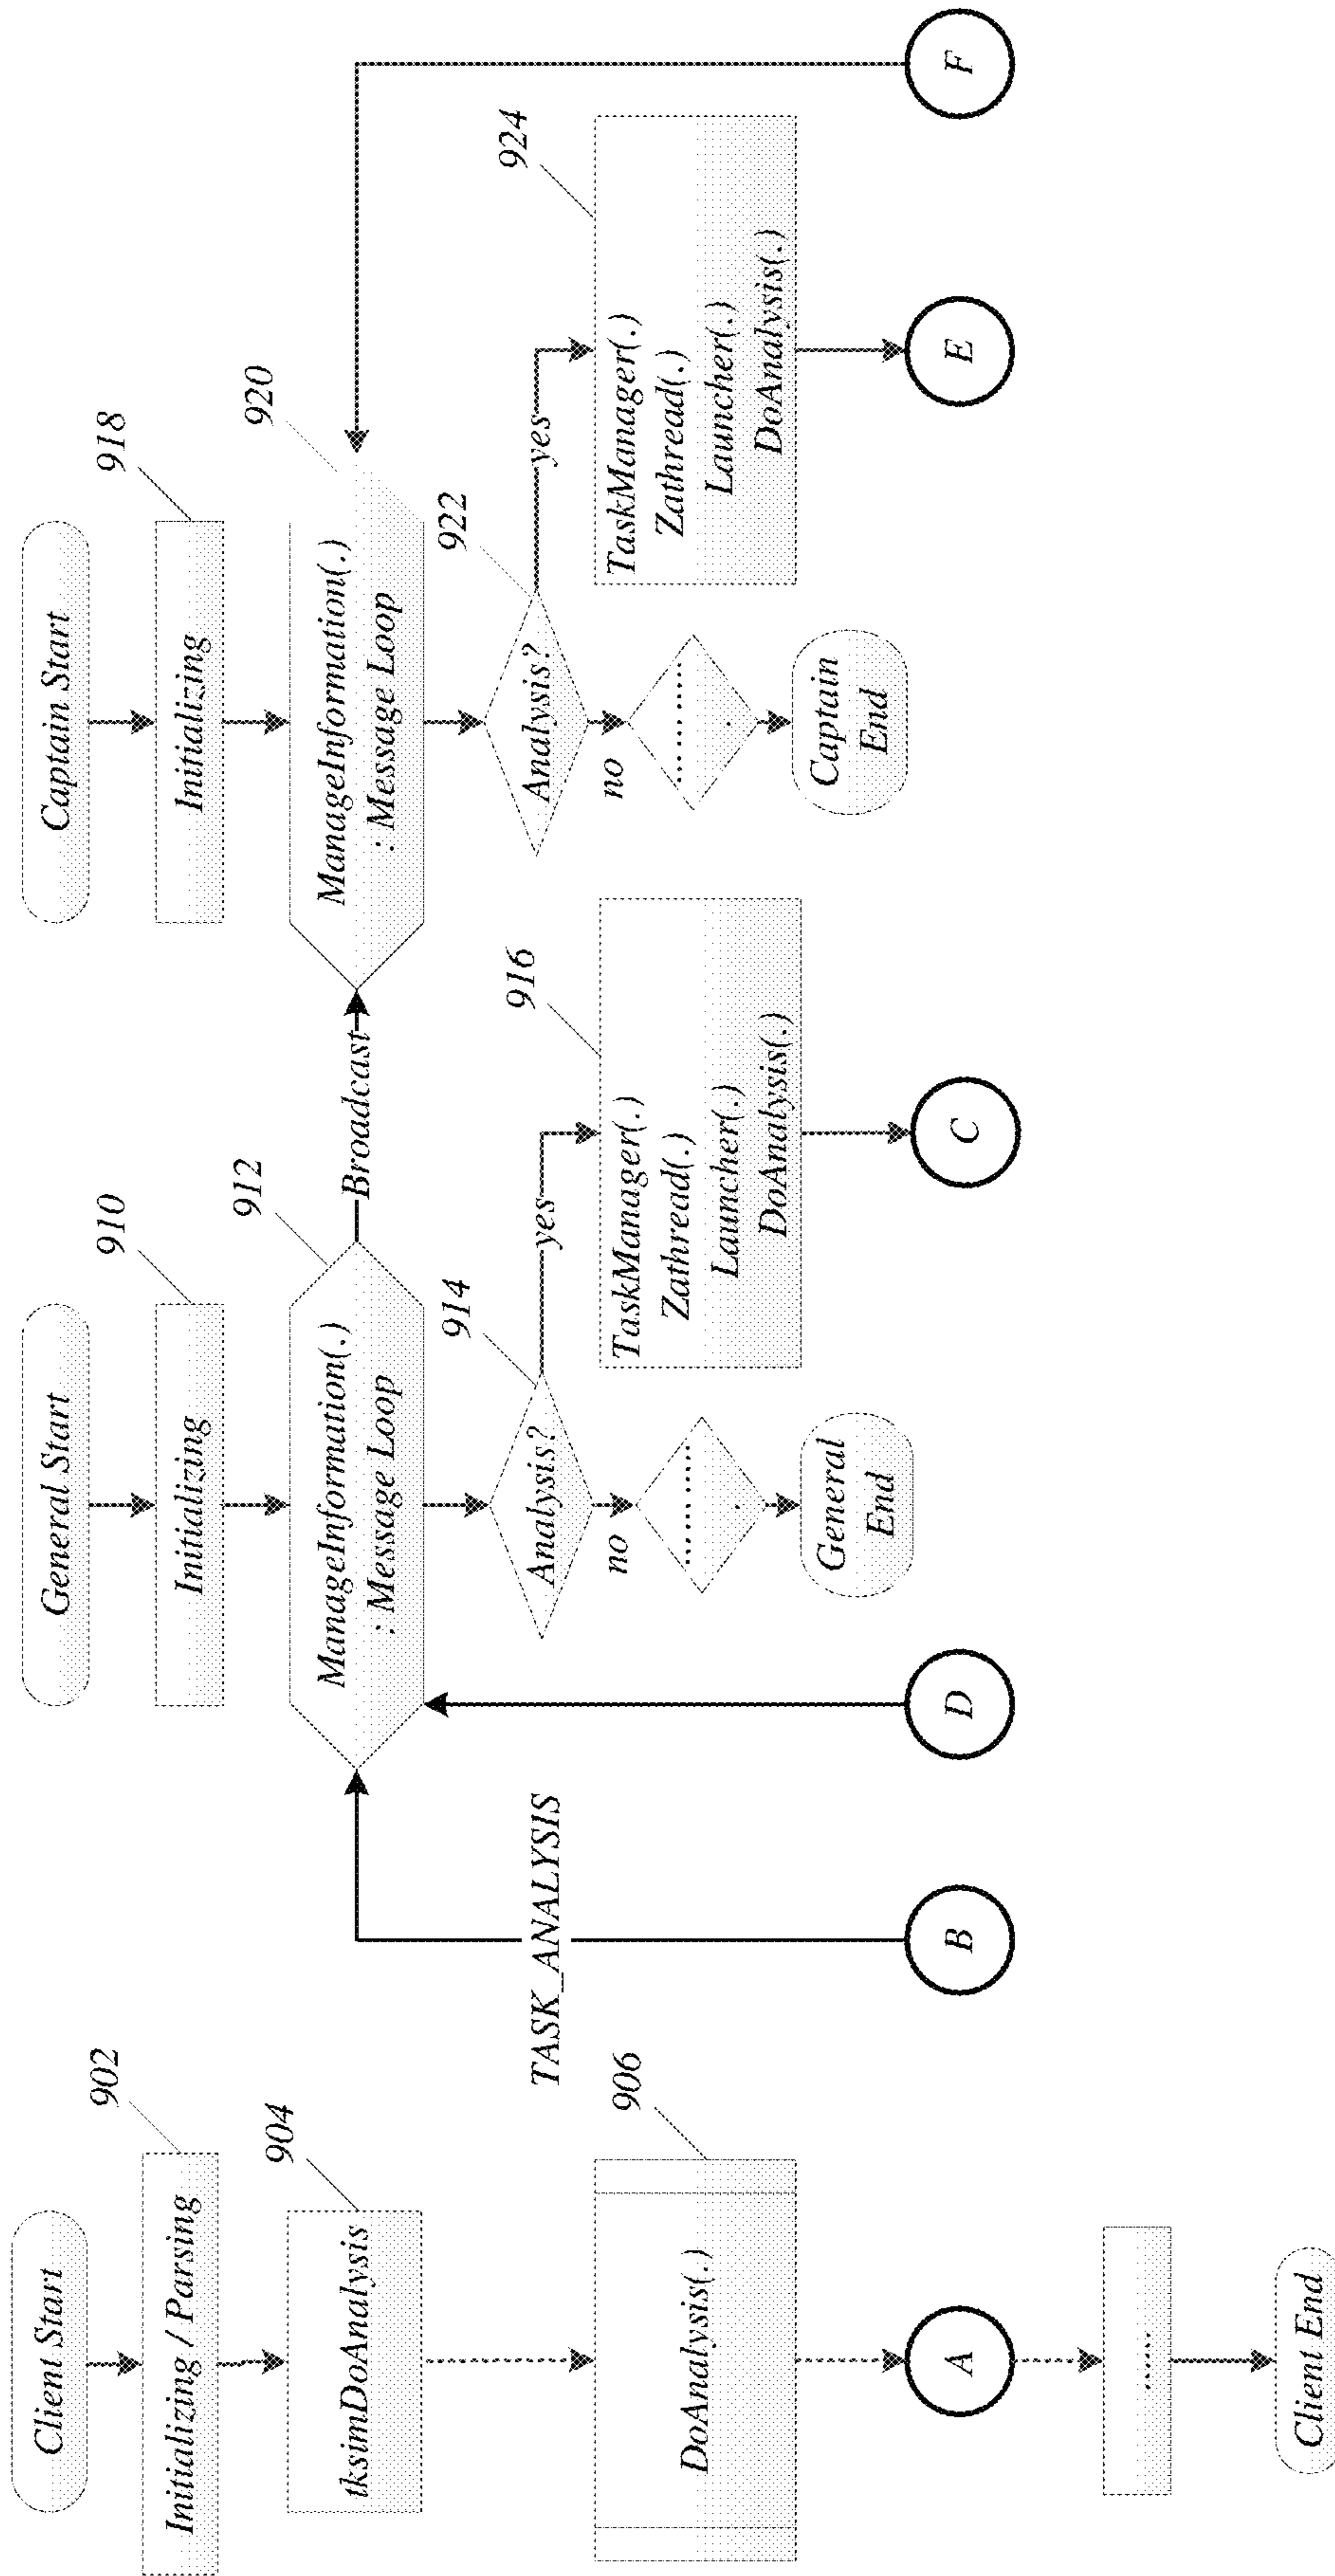 Client Start
902
Initializing / Parsing
904
tksimDoAnalysis
906
DoAnalysis(.)
A
.......
Client End
TASK_ANALYSIS
B
D
General Start
910
Initializing
912
ManageInformation(.)
: Message Loop
Broadcast
914
Analysis?
yes
no
..........
.
General
End
916
TaskManager(.)
Zathread(.)
Launcher(.)
DoAnalysis(.)
C
Captain Start
918
Initializing
920
ManageInformation(.)
: Message Loop
922
Analysis?
yes
no
..........
.
Captain
End
924
TaskManager(.)
Zathread(.)
Launcher(.)
DoAnalysis(.)
E
F